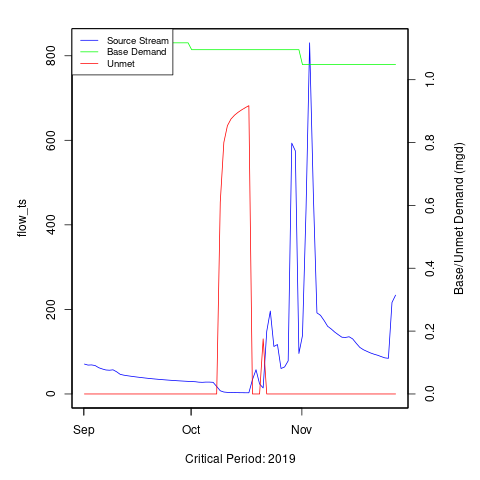 Source Stream
Base Demand
Unmet
flow_ts
0
200
400
600
800
Base/Unmet Demand (mgd)
0.0
0.2
0.4
0.6
0.8
1.0
Sep
Oct
Nov
Critical Period: 2019